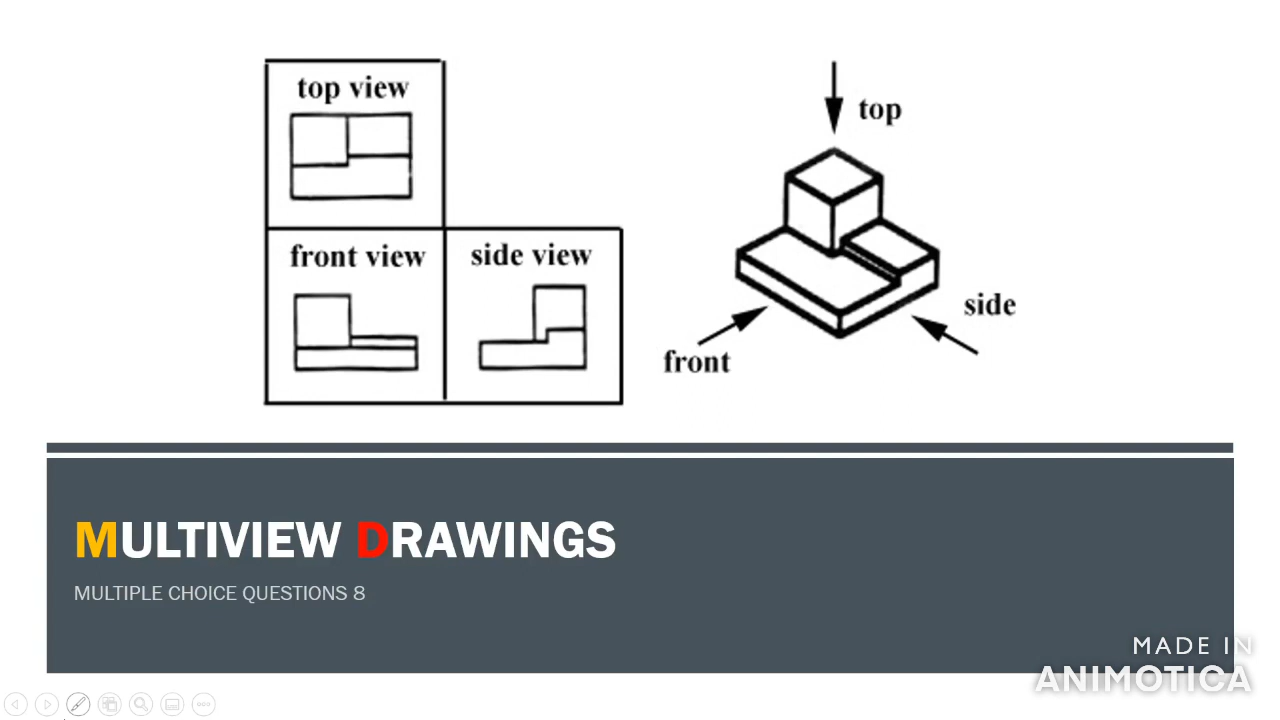 top view
top
front view
side view
side
front
MULTIVIEW DRAWINGS
MULTIPLE CHOICE QUESTIONS 8
MADE IN
ANIMOTICA